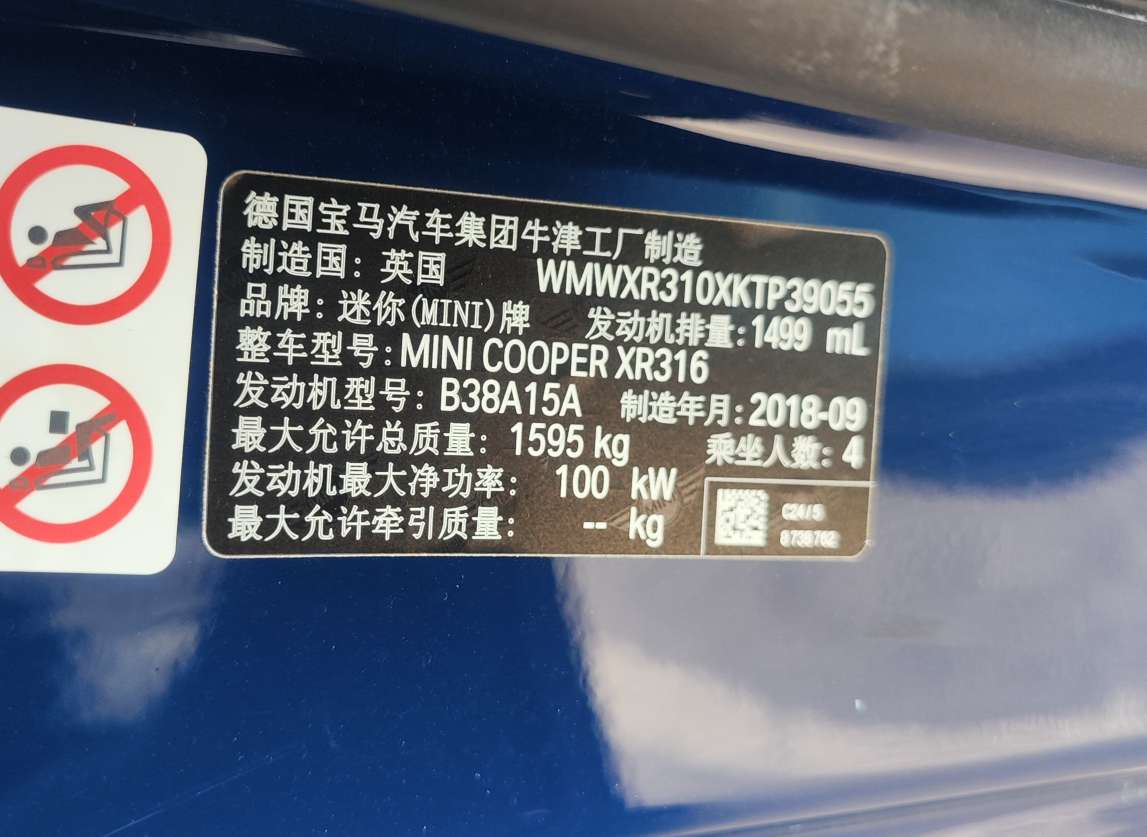 德国宝马汽车集团牛津工厂制造
制造国：英国 WMWXR310XKTP39055
品牌：迷你(MINI)牌 发动机排量：1499 mL
整车型号：MINI COOPER XR316
发动机型号：B38A15A 制造年月：2018-09
最大允许总质量：1595 kg 乘坐人数：4
发动机最大净功率：100 kW
最大允许牵引质量：-- kg
C24/5
8738762